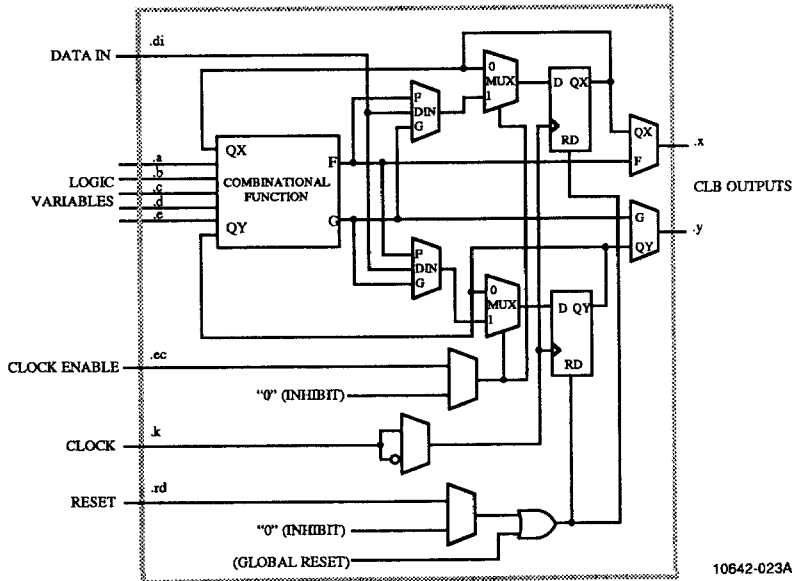 .di
DATA IN
0
MUX
1
D QX
RD
F
DIN
G
QX
F
.x
QX
COMBINATIONAL
FUNCTION
QY
F
G
.a
.b
.c
.d
.e
LOGIC
VARIABLES
CLB OUTPUTS
G
QY
.y
F
DIN
G
0
MUX
1
D QY
RD
.ec
CLOCK ENABLE
"0" (INHIBIT)
.k
CLOCK
.rd
RESET
"0" (INHIBIT)
(GLOBAL RESET)
10642-023A